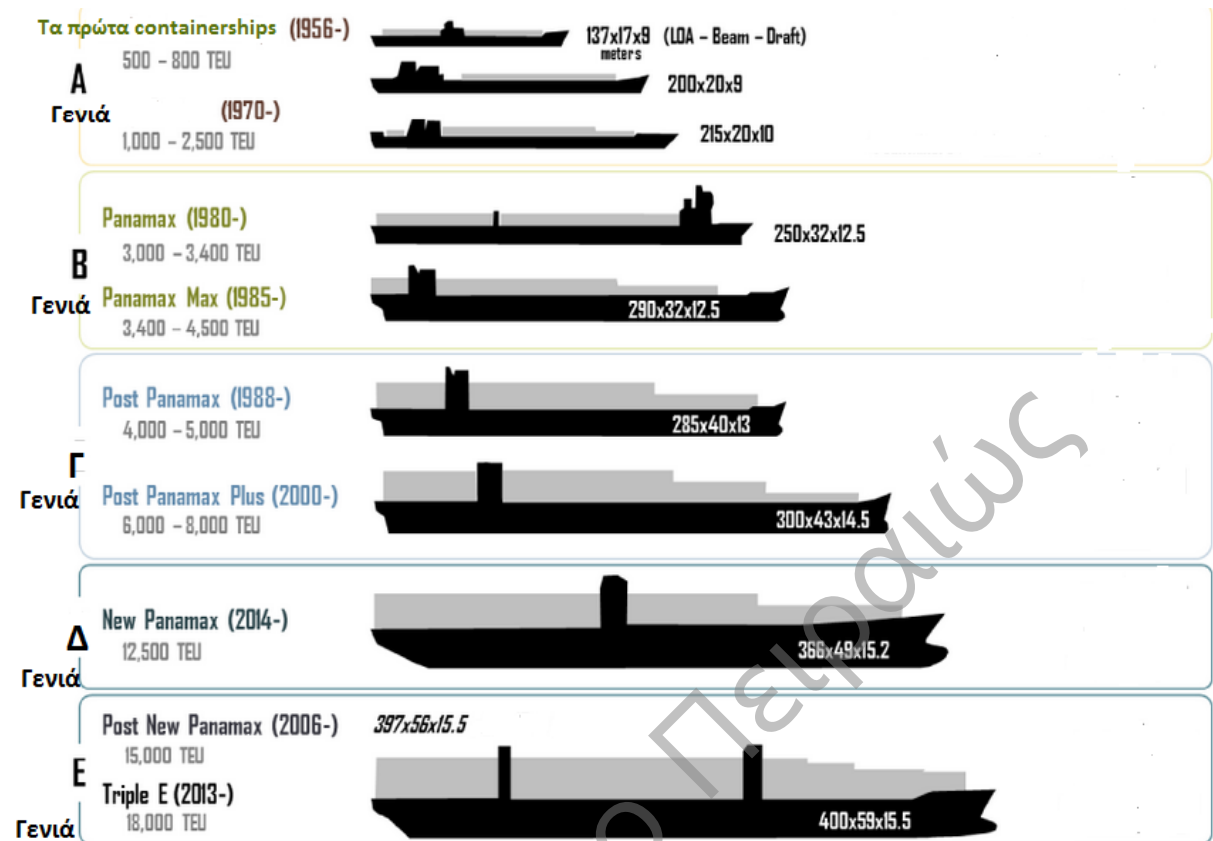 Τα πρώτα containerships (1956-)
500 – 800 TEU
137x17x9 (LOA – Beam – Draft)
meters
200x20x9
Α
Γενιά
(1970-)
1,000 – 2,500 TEU
215x20x10
Panamax (1980-)
3,000 – 3,400 TEU
250x32x12.5
Β
Γενιά
Panamax Max (1985-)
3,400 – 4,500 TEU
290x32x12.5
Post Panamax (1988-)
4,000 – 5,000 TEU
285x40x13
Γ
Γενιά
Post Panamax Plus (2000-)
6,000 – 8,000 TEU
300x43x14.5
New Panamax (2014-)
12,500 TEU
366x49x15.2
Δ
Γενιά
Post New Panamax (2006-)
15,000 TEU
397x56x15.5
Ε
Γενιά
Triple E (2013-)
18,000 TEU
400x59x15.5
Πειραιώς